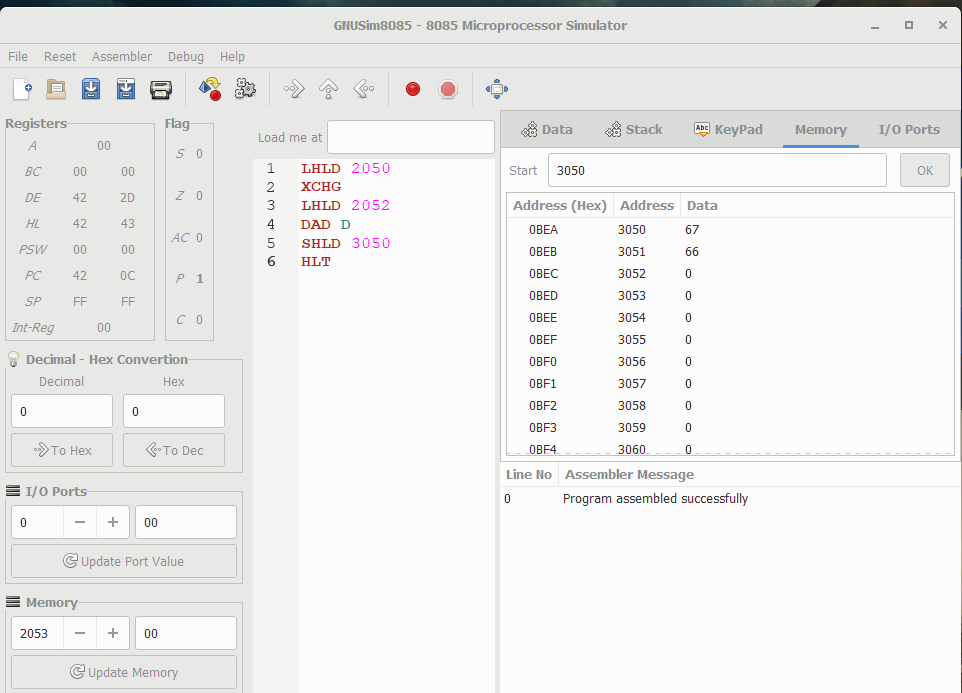 GNUSim8085 - 8085 Microprocessor Simulator
File Reset Assembler Debug Help
Registers
A 00
BC 00 00
DE 42 2D
HL 42 43
PSW 00 00
PC 42 0C
SP FF FF
Int-Reg 00
Flag
S 0
Z 0
AC 0
P 1
C 0
Decimal - Hex Convertion
Decimal Hex
0 0
To Hex To Dec
I/O Ports
0 − + 00
Update Port Value
Memory
2053 − + 00
Update Memory
Load me at
1 LHLD 2050
2 XCHG
3 LHLD 2052
4 DAD D
5 SHLD 3050
6 HLT
Data Stack Abc KeyPad Memory I/O Ports
Start 3050 OK
Address (Hex) Address Data
0BEA 3050 67
0BEB 3051 66
0BEC 3052 0
0BED 3053 0
0BEE 3054 0
0BEF 3055 0
0BF0 3056 0
0BF1 3057 0
0BF2 3058 0
0BF3 3059 0
0BF4 3060 0
Line No Assembler Message
0 Program assembled successfully